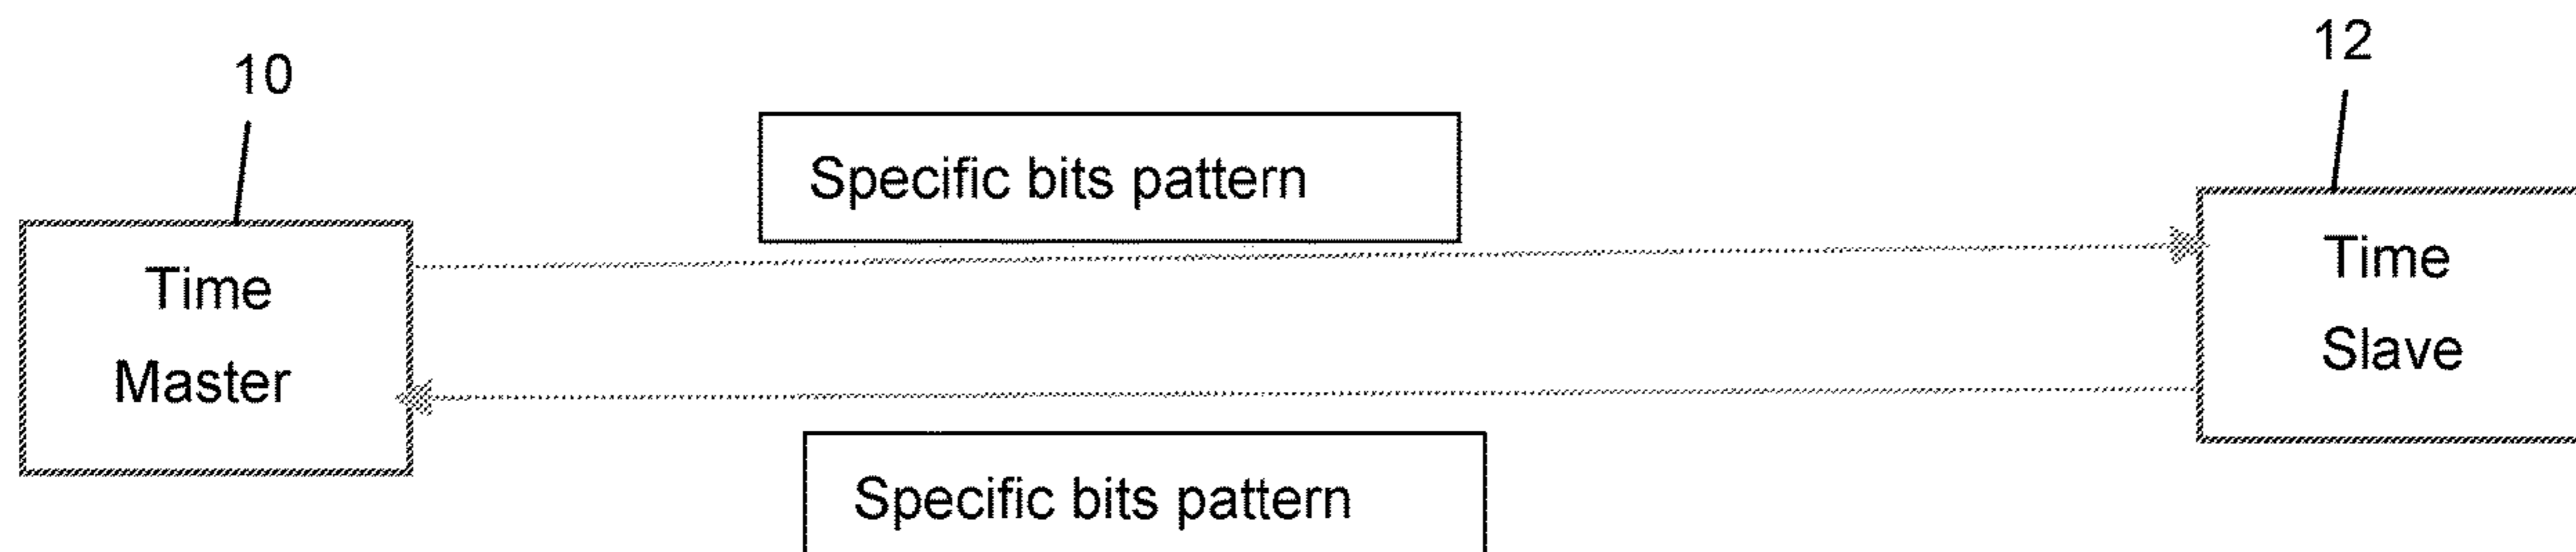 10
12
Specific bits pattern
Time
Master
Time
Slave
Specific bits pattern